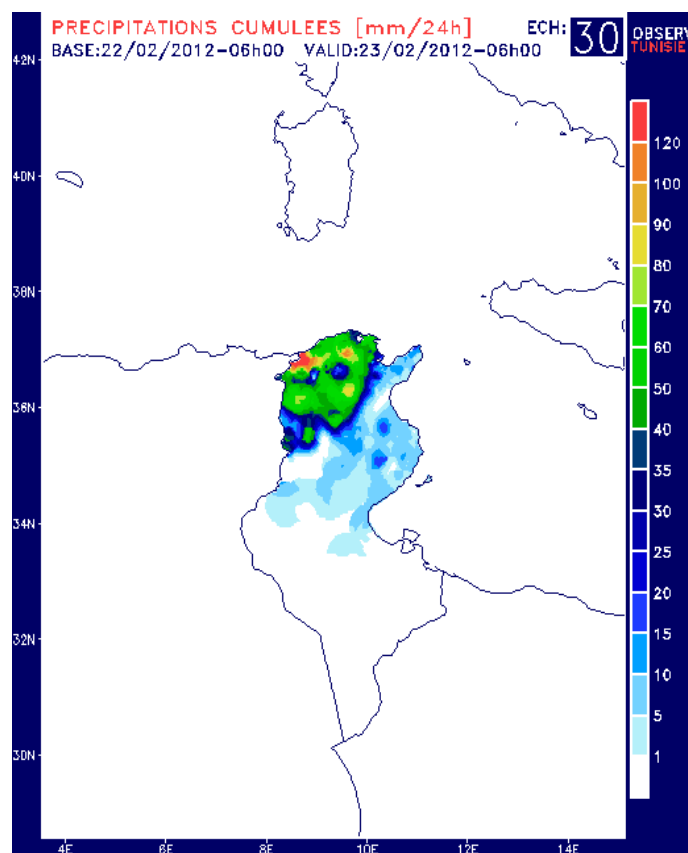 PRECIPITATIONS CUMULEES [mm/24h] ECH: 30 OBSERV
BASE:22/02/2012-06h00 VALID:23/02/2012-06h00 TUNISIE
42N
40N
38N
36N
34N
32N
30N
4E 6E 8E 10E 12E 14E
120
100
90
80
70
60
50
40
35
30
25
20
15
10
5
1